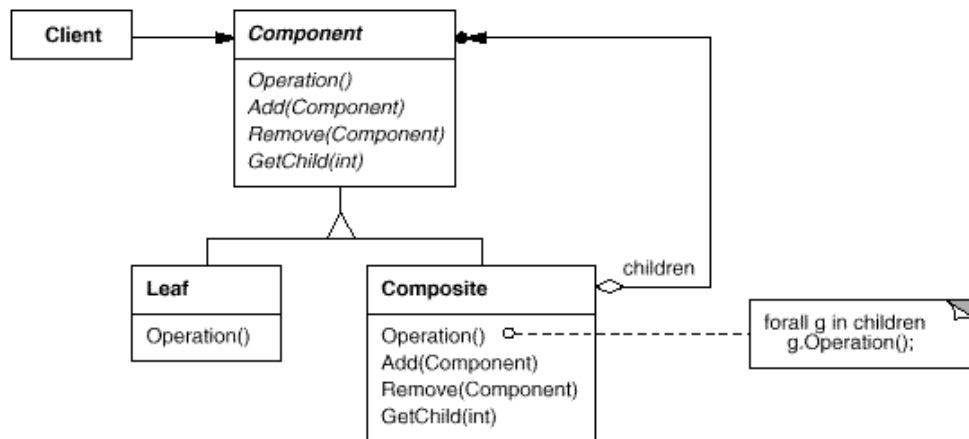 Client
Component
Operation()
Add(Component)
Remove(Component)
GetChild(int)
Leaf
Operation()
Composite
Operation()
Add(Component)
Remove(Component)
GetChild(int)
children
forall g in children
g.Operation();